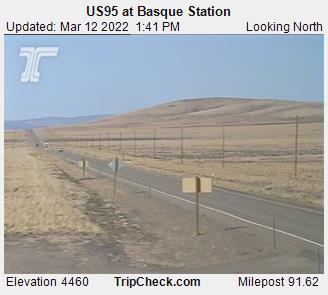 US95 at Basque Station
Updated: Mar 12 2022 1:41 PM Looking North
Elevation 4460 TripCheck.com Milepost 91.62